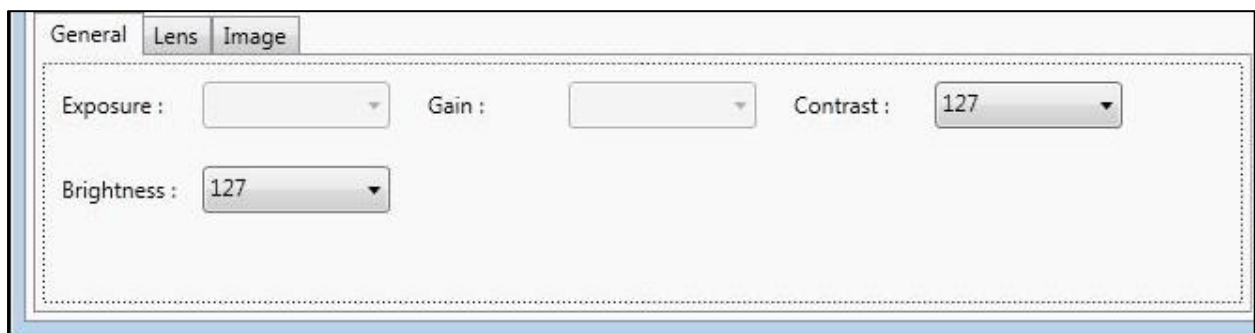 General Lens Image
Exposure : Gain : Contrast : 127
Brightness : 127